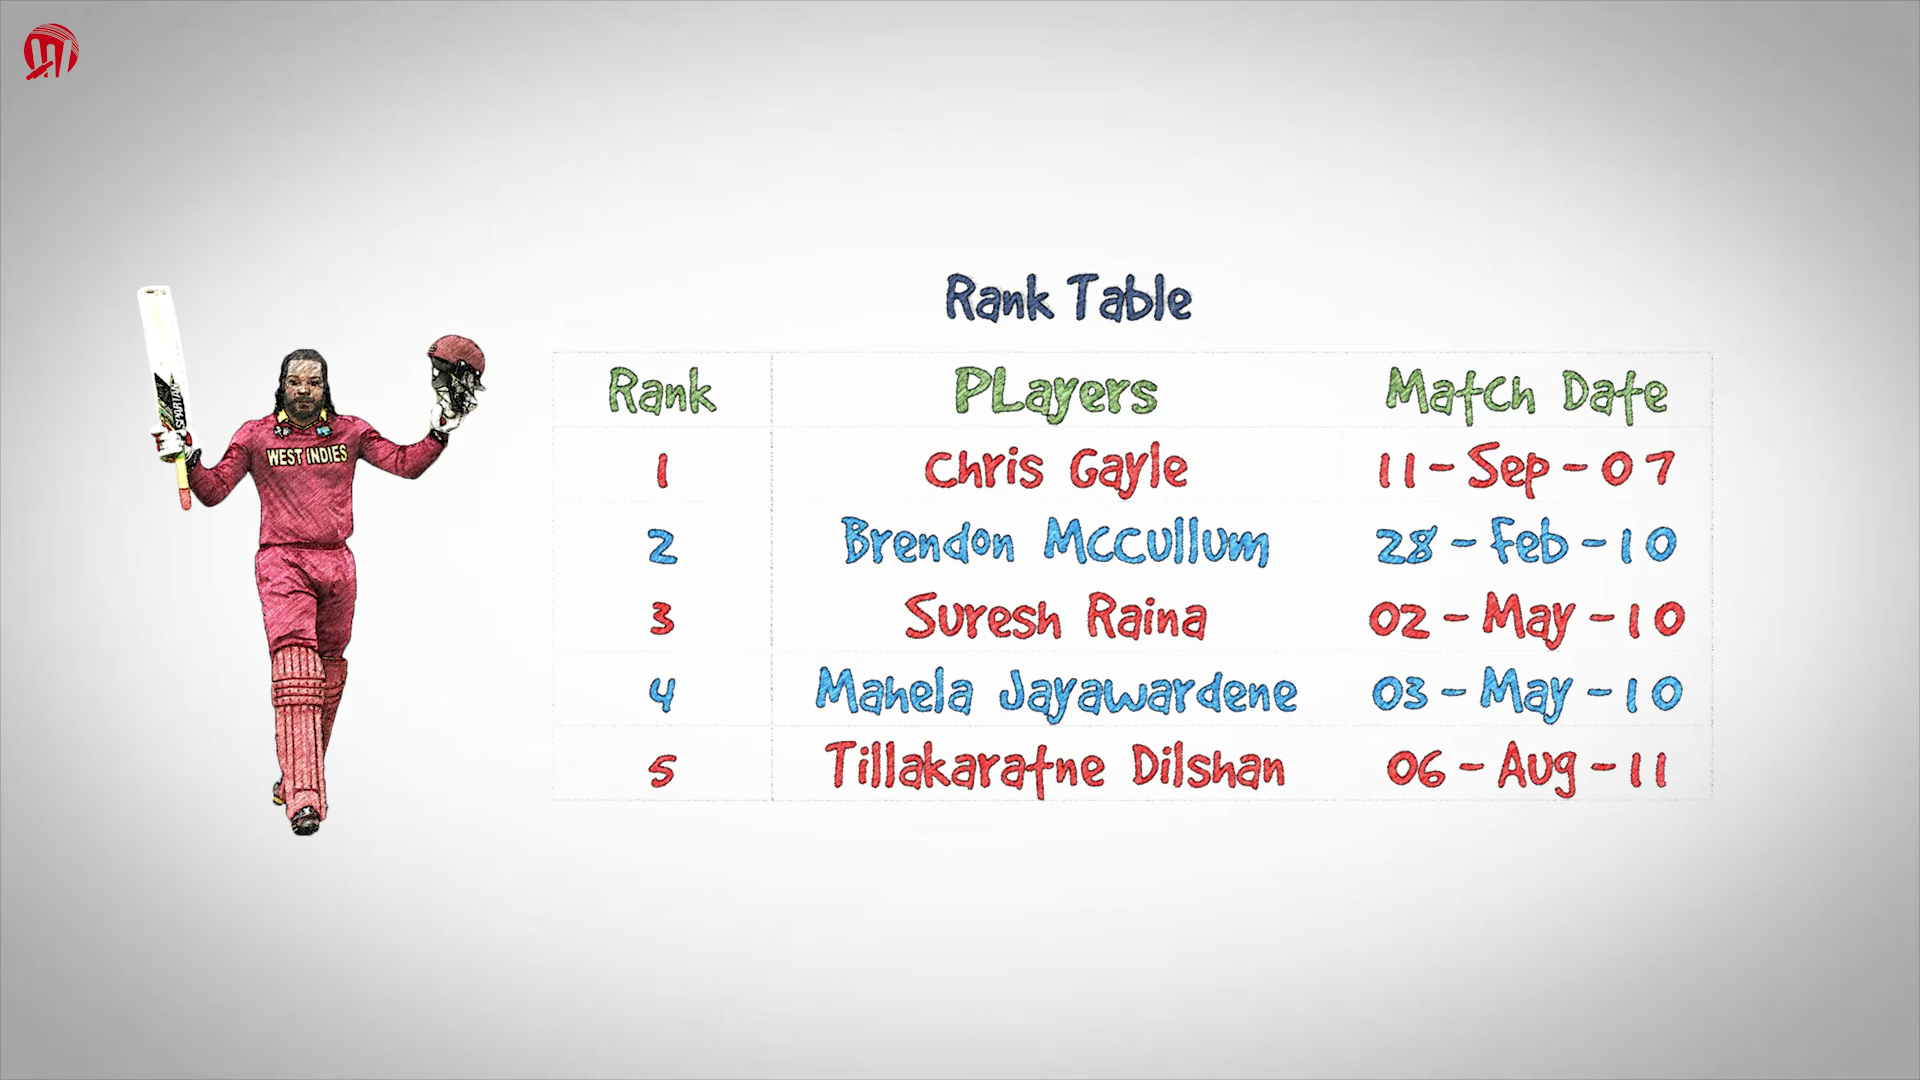 Rank Table
Rank PLayers Match Date
1 Chris Gayle 11-Sep-07
2 Brendon McCullum 28-Feb-10
3 Suresh Raina 02-May-10
4 Mahela Jayawardene 03-May-10
5 Tillakaratne Dilshan 06-Aug-11
WEST INDIES
SPARTAN